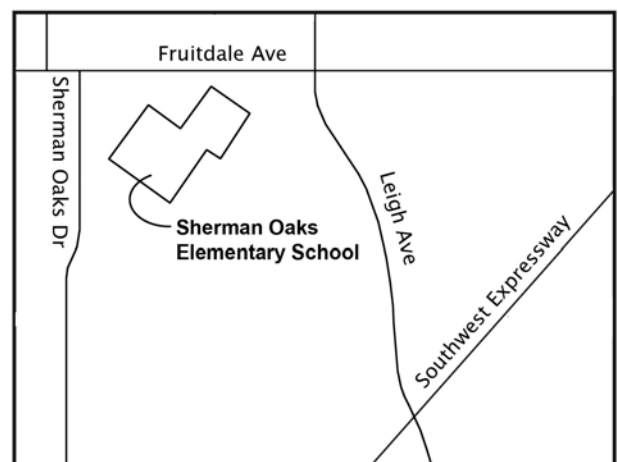 Fruitdale Ave
Sherman Oaks Dr
Leigh Ave
Sherman Oaks
Elementary School
Southwest Expressway